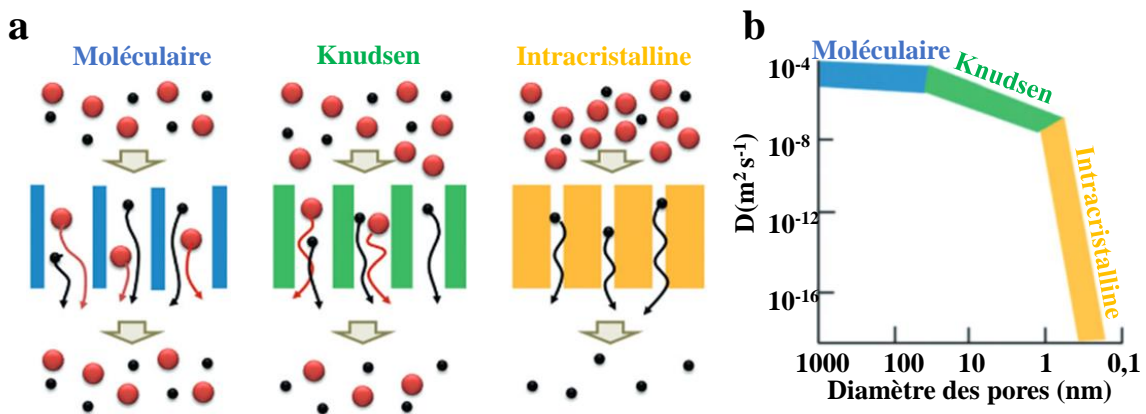 a
Moléculaire
Knudsen
Intracristalline
b
Moléculaire
Knudsen
Intracristalline
D(m² s⁻¹)
10⁻⁴
10⁻⁸
10⁻¹²
10⁻¹⁶
1000 100 10 1 0,1
Diamètre des pores (nm)